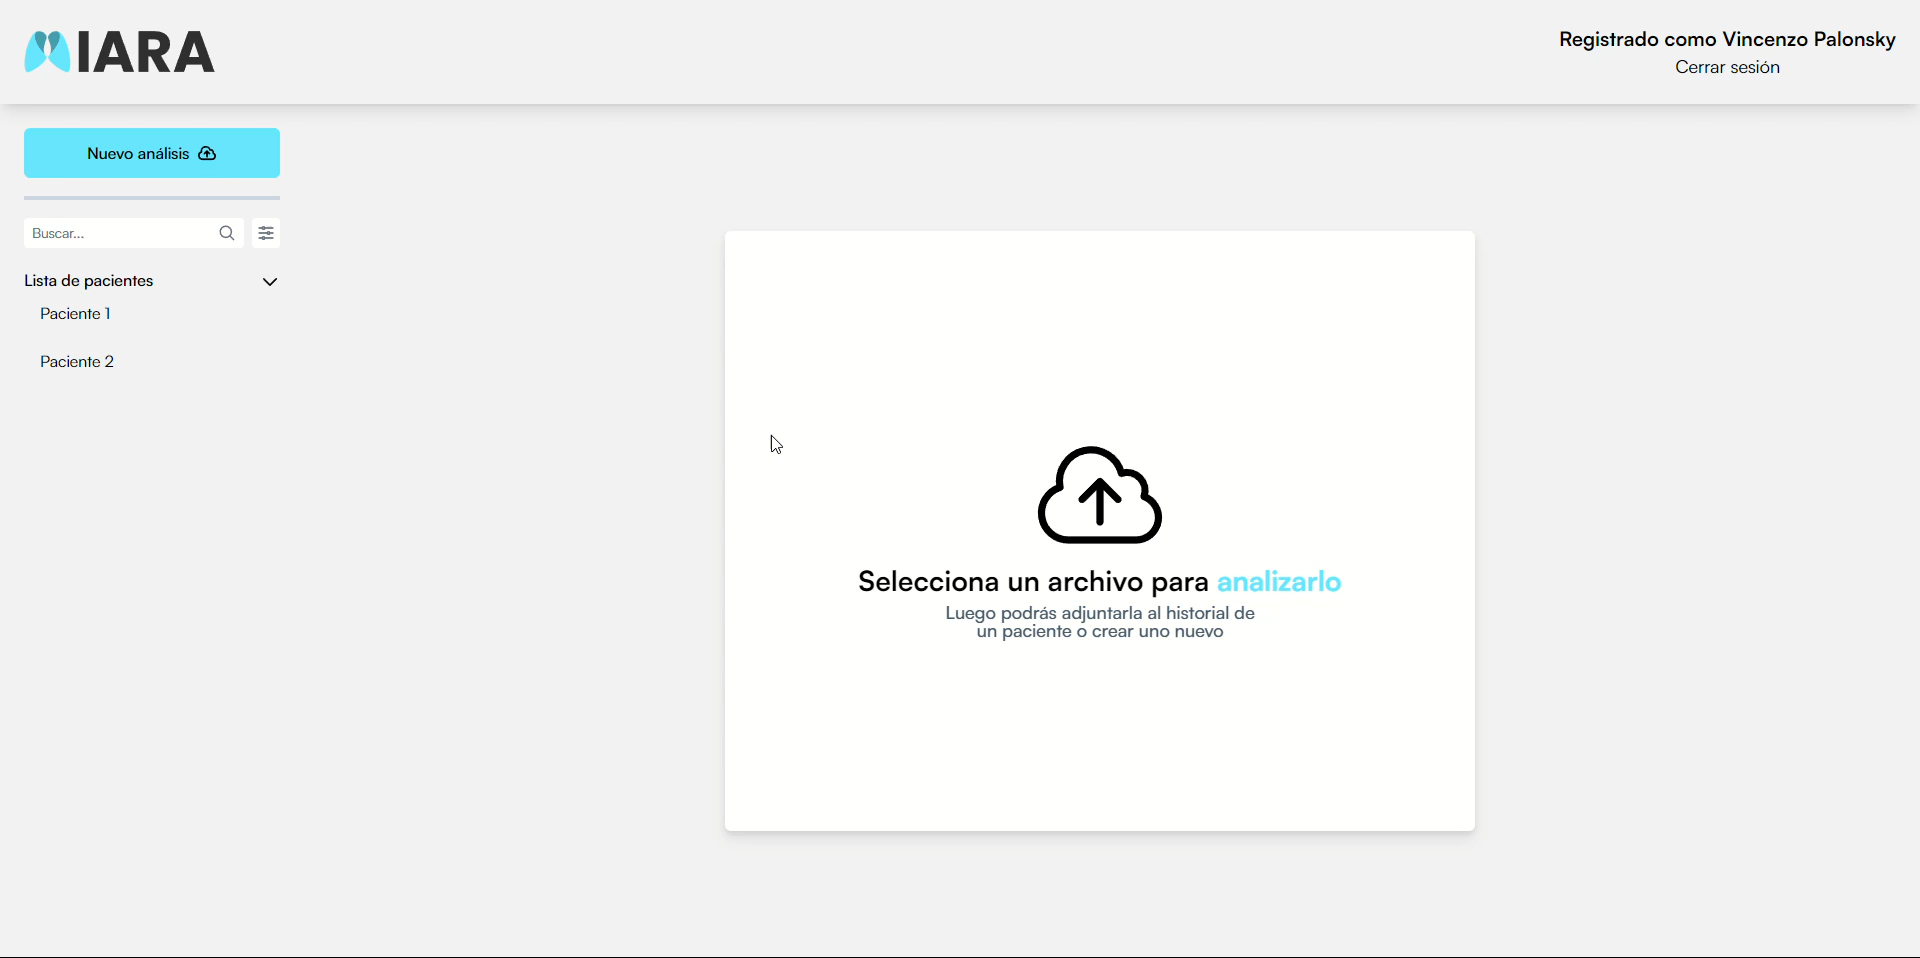 IARA
Registrado como Vincenzo Palonsky
Cerrar sesión
Nuevo análisis
Buscar...
Lista de pacientes
Paciente 1
Paciente 2
Selecciona un archivo para analizarlo
Luego podrás adjuntarla al historial de
un paciente o crear uno nuevo